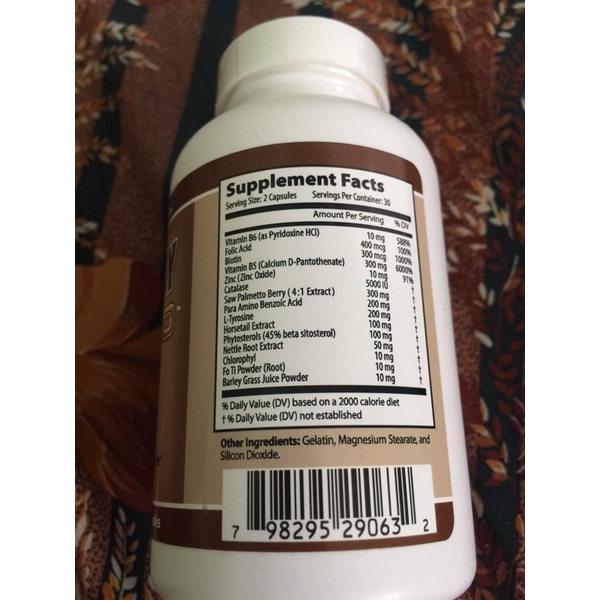 Supplement Facts
Serving Size: 2 Capsules Servings Per Container: 30
Amount Per Serving % DV
Vitamin B6 (as Pyridoxine HCl) 10 mg 588%
Folic Acid 400 mcg 100%
Biotin 300 mcg 1000%
Vitamin B5 (Calcium D-Pantothenate) 300 mg 6000%
Zinc (Zinc Oxide) 10 mg 91%
Catalase 5000 IU †
Saw Palmetto Berry ( 4:1 Extract) 300 mg †
Para Amino Benzoic Acid 200 mg †
L-Tyrosine 200 mg †
Horsetail Extract 100 mg †
Phytosterols (45% beta sitosterol) 100 mg †
Nettle Root Extract 50 mg †
Chlorophyl 10 mg †
Fo Ti Powder (Root) 10 mg †
Barley Grass Juice Powder 10 mg †
% Daily Value (DV) based on a 2000 calorie diet
† % Daily Value (DV) not established
Other Ingredients: Gelatin, Magnesium Stearate, and
Silicon Dioxide.
7 98295 29063 2